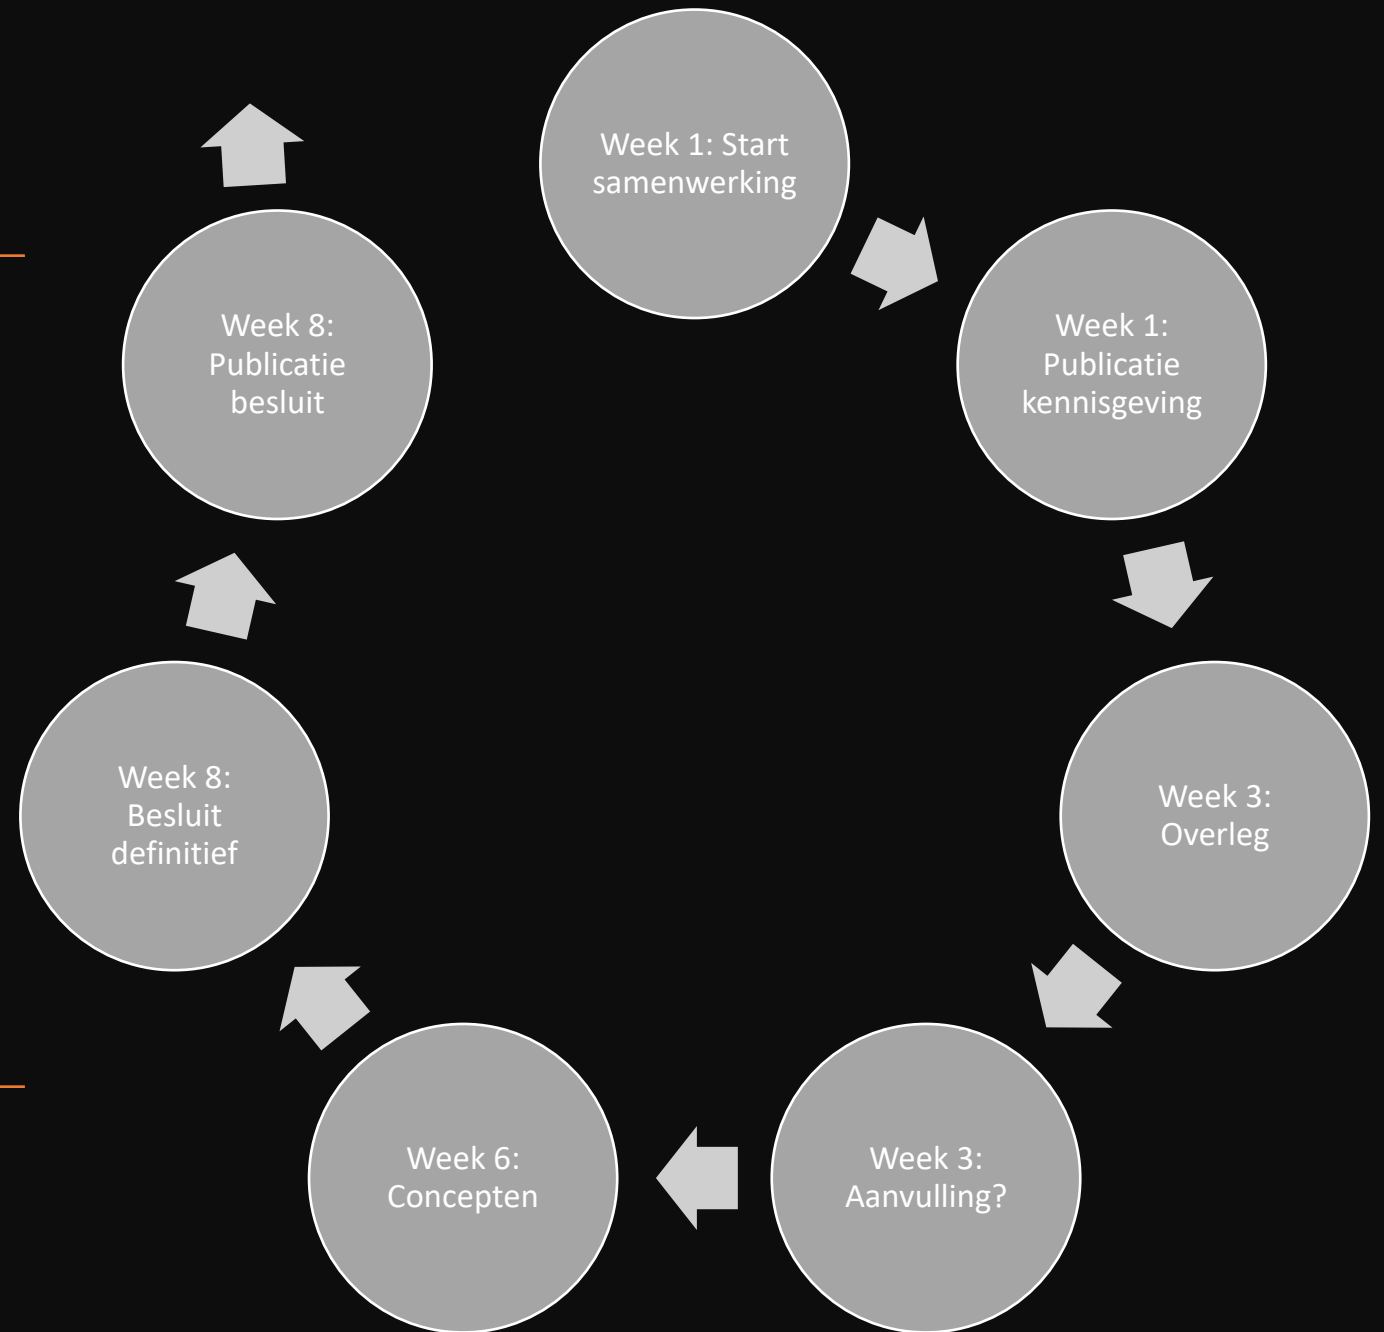 Week 1: Start
samenwerking
Week 1:
Publicatie
kennisgeving
Week 3:
Overleg
Week 3:
Aanvulling?
Week 6:
Concepten
Week 8:
Besluit
definitief
Week 8:
Publicatie
besluit